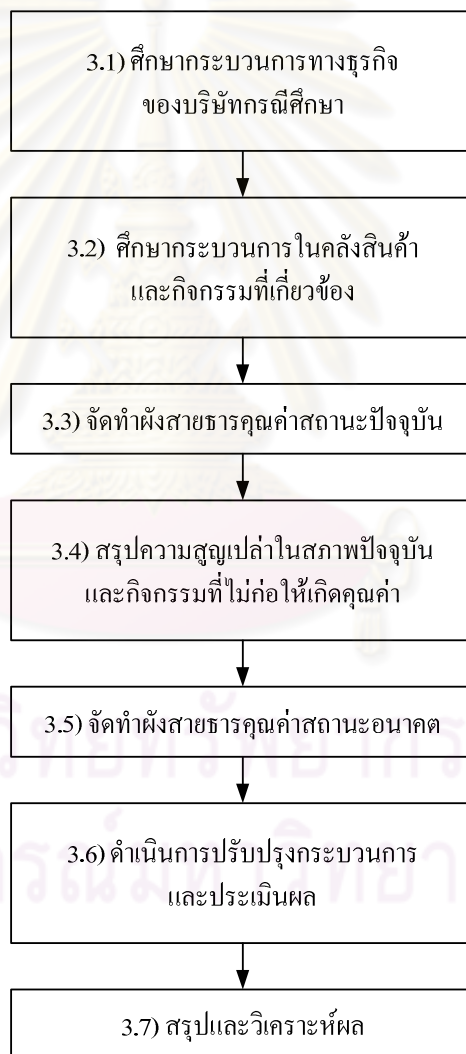 3.1) ศึกษากระบวนการทางธุรกิจ
ของบริษัทกรณีศึกษา
3.2) ศึกษากระบวนการในคลังสินค้า
และกิจกรรมที่เกี่ยวข้อง
3.3) จัดทำผังสายธารคุณค่าสถานะปัจจุบัน
3.4) สรุปความสูญเปล่าในสภาพปัจจุบัน
และกิจกรรมที่ไม่ก่อให้เกิดคุณค่า
3.5) จัดทำผังสายธารคุณค่าสถานะอนาคต
3.6) ดำเนินการปรับปรุงกระบวนการ
และประเมินผล
3.7) สรุปและวิเคราะห์ผล